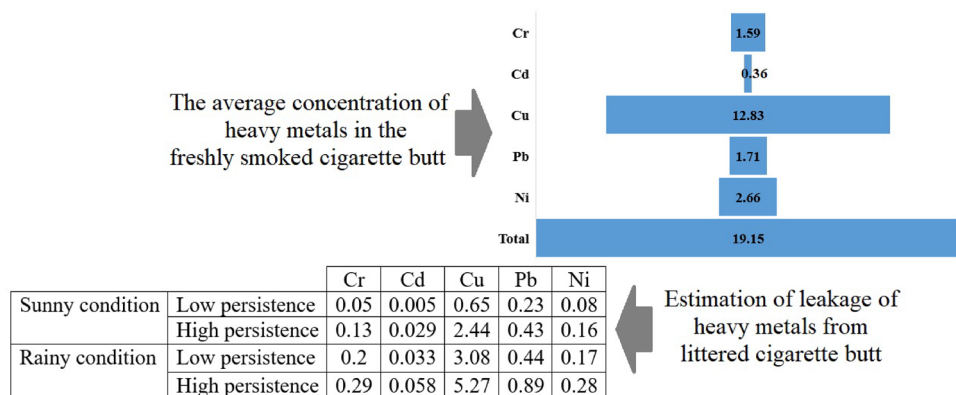 The average concentration of
heavy metals in the
freshly smoked cigarette butt
Cr 1.59
Cd 0.36
Cu 12.83
Pb 1.71
Ni 2.66
Total 19.15
Cr Cd Cu Pb Ni
Sunny condition Low persistence 0.05 0.005 0.65 0.23 0.08
High persistence 0.13 0.029 2.44 0.43 0.16
Rainy condition Low persistence 0.2 0.033 3.08 0.44 0.17
High persistence 0.29 0.058 5.27 0.89 0.28
Estimation of leakage of
heavy metals from
littered cigarette butt